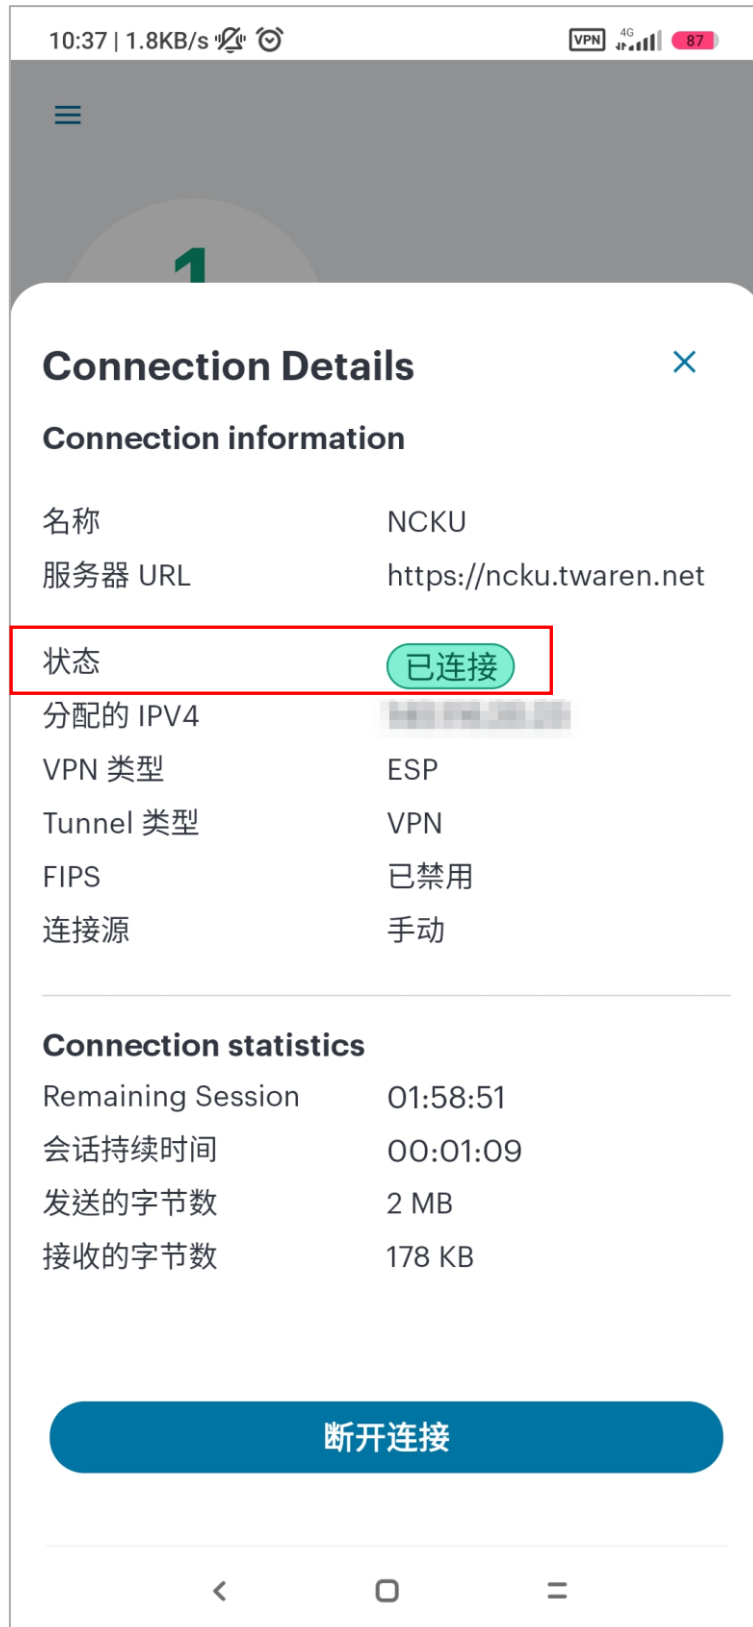 10:37 | 1.8KB/s VPN 4G 87
1
Connection Details
Connection information
名称 NCKU
服务器 URL https://ncku.twaren.net
状态 已连接
分配的 IPV4
VPN 类型 ESP
Tunnel 类型 VPN
FIPS 已禁用
连接源 手动
Connection statistics
Remaining Session 01:58:51
会话持续时间 00:01:09
发送的字节数 2 MB
接收的字节数 178 KB
断开连接